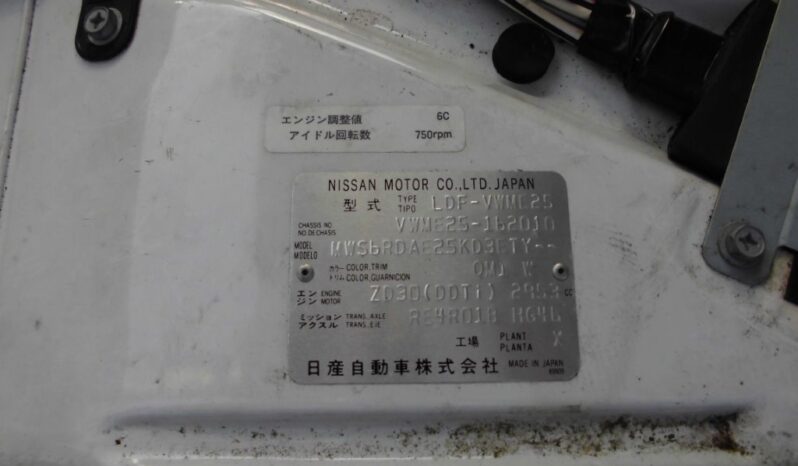 エンジン調整値 6C
アイドル回転数 750rpm
NISSAN MOTOR CO.,LTD.JAPAN
型式 TYPE TIPO LDF-VWME25
CHASSIS NO. NO.DE CHASIS VWME25-162010
MODEL MODELO
カラー COLOR,TRIM
トリム COLOR,GUARNICION W
エンジン ENGINE MOTOR ZD30(DDTi) 2953 CC
ミッション TRANS. AXLE
アクスル TRANS. EJE RE4R01B HG46
工場 PLANT PLANTA X
日産自動車株式会社 MADE IN JAPAN